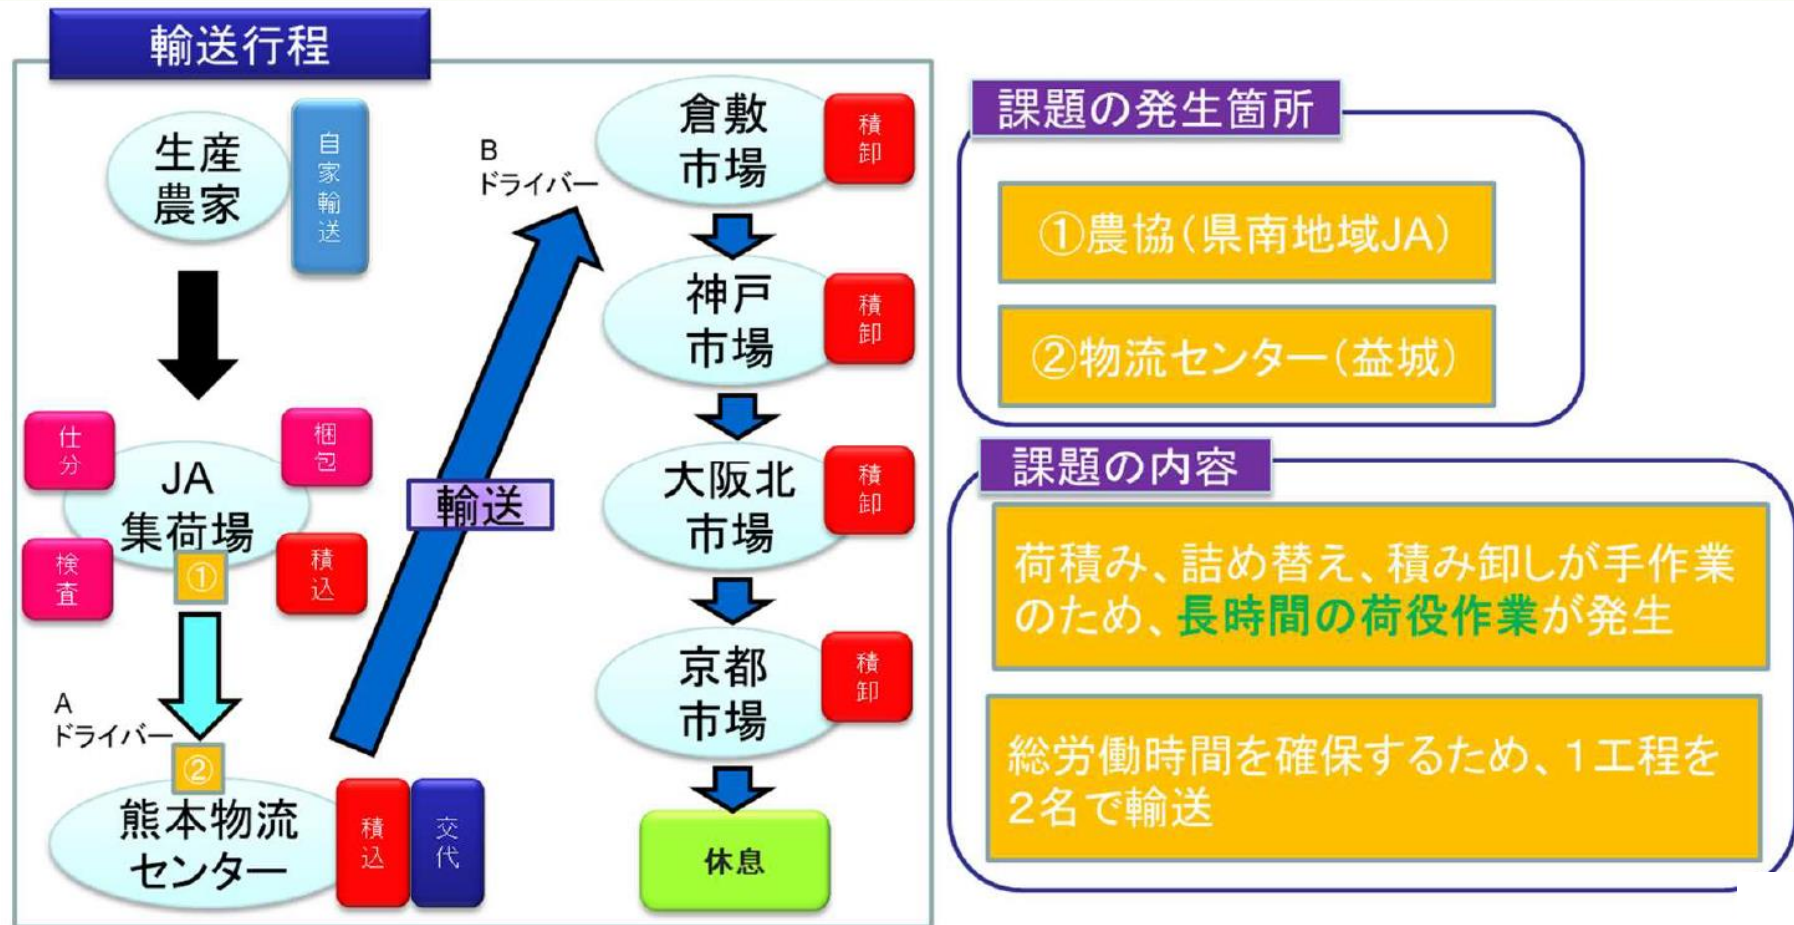 輸送行程
生産
農家
自家輸送
仕分
梱包
JA
集荷場
検査
積込
①
A
ドライバー
②
熊本物流
センター
積込
交代
輸送
B
ドライバー
倉敷
市場
積卸
神戸
市場
積卸
大阪北
市場
積卸
京都
市場
積卸
休息
課題の発生箇所
①農協(県南地域JA)
②物流センター(益城)
課題の内容
荷積み、詰め替え、積み卸しが手作業
のため、長時間の荷役作業が発生
総労働時間を確保するため、1工程を
2名で輸送